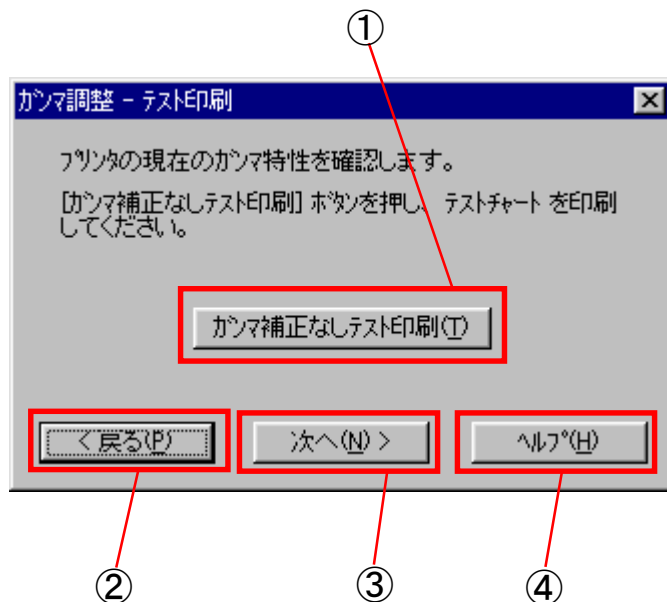 ①
ガンマ調整 - テスト印刷
プリンタの現在のガンマ特性を確認します。
[ガンマ補正なしテスト印刷] ボタンを押し、 テストチャート を印刷
してください。
ガンマ補正なしテスト印刷(T)
< 戻る(P)
次へ(N) >
ヘルプ(H)
②
③
④